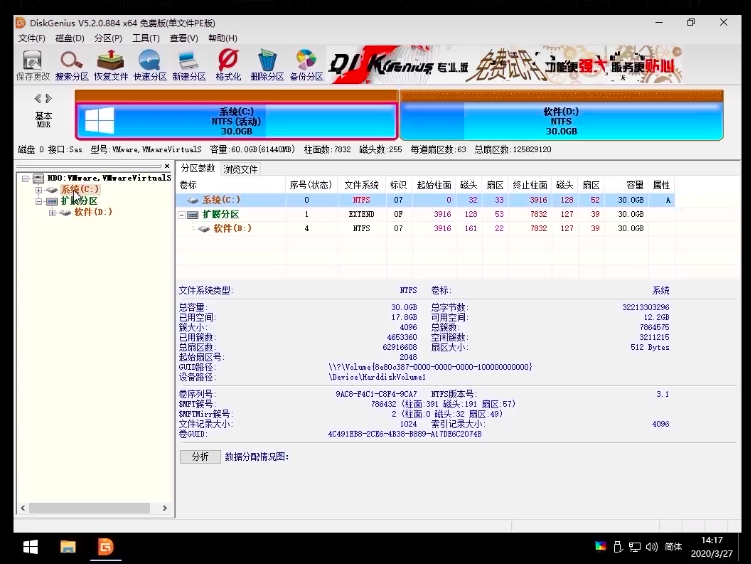 DiskGenius V5.2.0.884 x64 免费版(单文件PE版)
文件(F) 磁盘(D) 分区(P) 工具(T) 查看(V) 帮助(H)
保存更改 搜索分区 恢复文件 快速分区 新建分区 格式化 删除分区 备份分区
DiskGenius 专业版 免费试用 功能更强大 服务更贴心
基本
MBR
系统(C:)
NTFS (活动)
30.0GB
软件(D:)
NTFS
30.0GB
磁盘 0 接口:Sas 型号:VMware,VMwareVirtualS 容量:60.0GB(61440MB) 柱面数:7832 磁头数:255 每道扇区数:63 总扇区数:125829120
HD0:VMware,VMwareVirtualS
系统(C:)
扩展分区
软件(D:)
分区参数 浏览文件
卷标 序号(状态) 文件系统 标识 起始柱面 磁头 扇区 终止柱面 磁头 扇区 容量 属性
系统(C:) 0 NTFS 07 0 32 33 3916 128 52 30.0GB A
扩展分区 1 EXTEND 0F 3916 128 53 7832 127 39 30.0GB
软件(D:) 4 NTFS 07 3916 161 22 7832 127 39 30.0GB
文件系统类型: NTFS 卷标: 系统
总容量: 30.0GB 总字节数: 32213303296
已用空间: 17.8GB 可用空间: 12.2GB
簇大小: 4096 总簇数: 7864575
已用簇数: 4653360 空闲簇数: 3211215
总扇区数: 62916608 扇区大小: 512 Bytes
起始扇区号: 2048
GUID路径: \\?\Volume{8e80c387-0000-0000-0000-100000000000}
设备路径: \Device\HarddiskVolume1
卷序列号: 9AC8-F4C1-C8F4-9CA7 NTFS版本号: 3.1
$MFT簇号: 786432 (柱面:391 磁头:191 扇区:57)
$MFTMirr簇号: 2 (柱面:0 磁头:32 扇区:49)
文件记录大小: 1024 索引记录大小: 4096
卷GUID: 4C491EB8-2CE6-4B38-B889-A17DE6C2074B
分析 数据分配情况图:
简体
14:17
2020/3/27